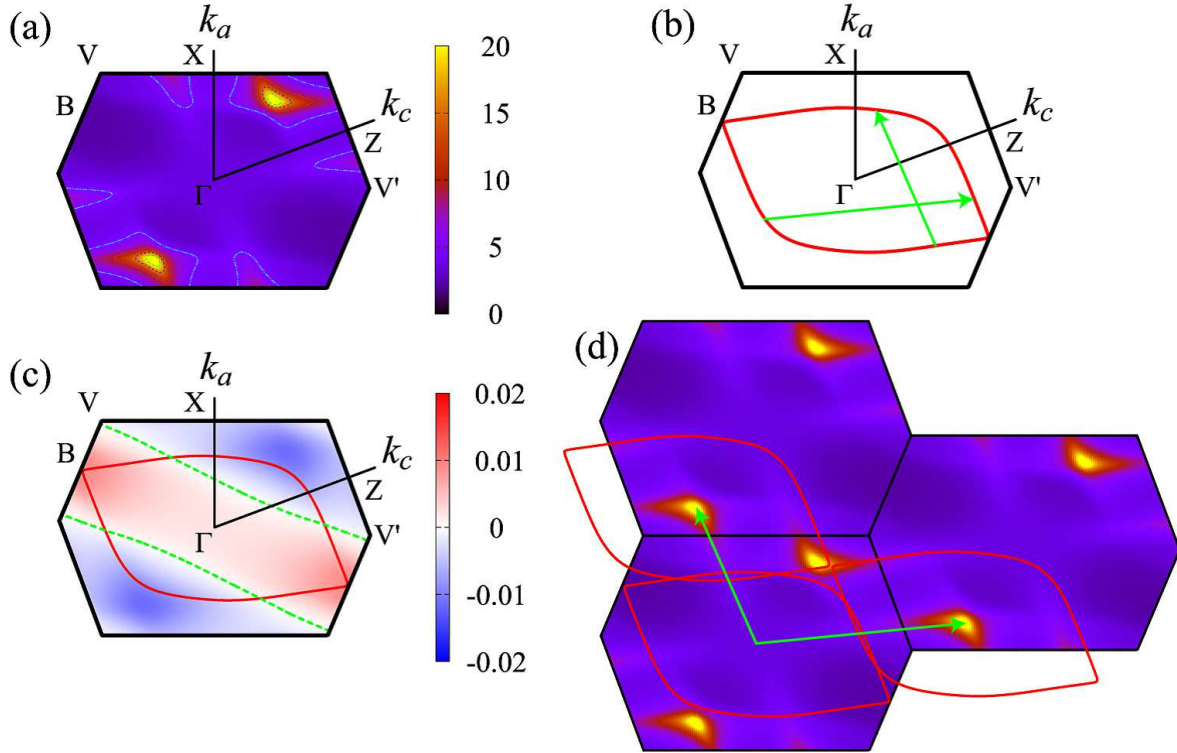 (a)
k_a
V
X
B
k_c
Z
Γ
V'
20
15
10
5
0
(b)
k_a
V
X
B
k_c
Z
Γ
V'
(c)
k_a
V
X
B
k_c
Z
Γ
V'
0.02
0.01
0
-0.01
-0.02
(d)